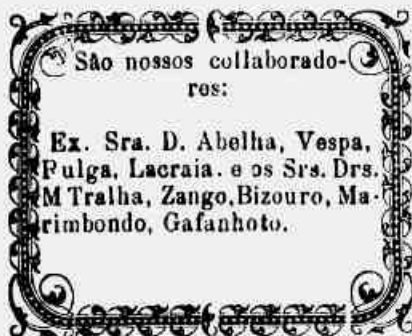 São nossos collaborado-
res:
Ex. Sra. D. Abelha, Vespa,
Pulga, Lacraia. e os Srs. Drs.
M Tralha, Zango, Bizouro, Ma-
rimbondo, Gafanhoto.